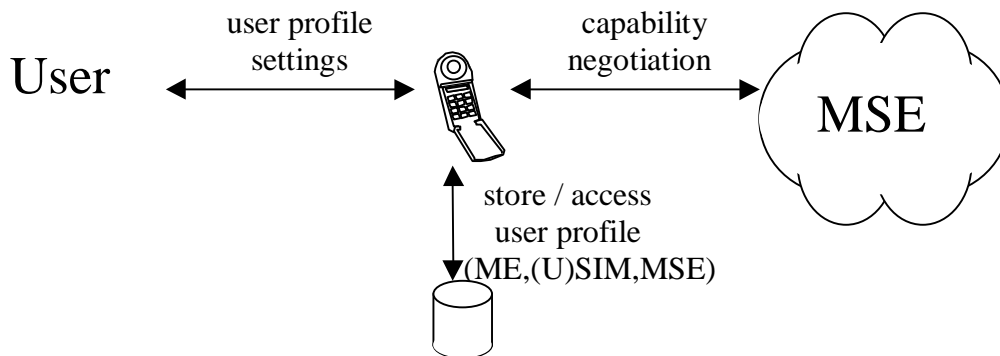 user profile
settings
capability
negotiation
User
MSE
store / access
user profile
(ME,(U)SIM,MSE)